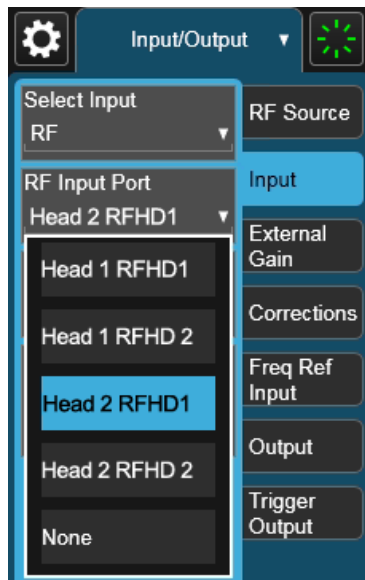 Input/Output
Select Input
RF
RF Source
RF Input Port
Head 2 RFHD1
Input
External
Gain
Head 1 RFHD1
Head 1 RFHD 2
Corrections
Head 2 RFHD1
Freq Ref
Input
Head 2 RFHD 2
Output
None
Trigger
Output